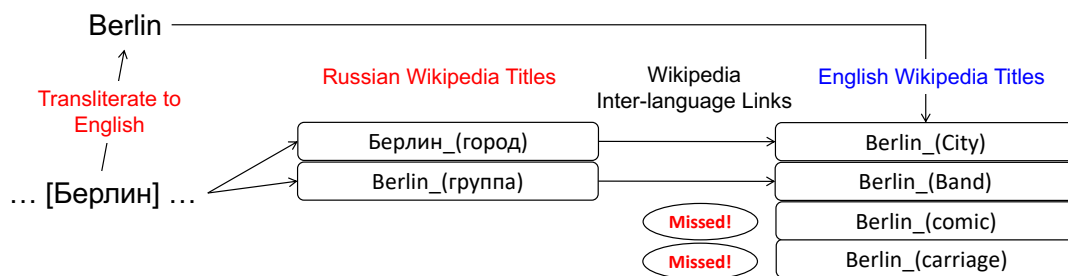 Berlin
Transliterate to
English
… [Берлин] …
Russian Wikipedia Titles
Берлин_(город)
Berlin_(группа)
Wikipedia
Inter-language Links
Missed!
Missed!
English Wikipedia Titles
Berlin_(City)
Berlin_(Band)
Berlin_(comic)
Berlin_(carriage)